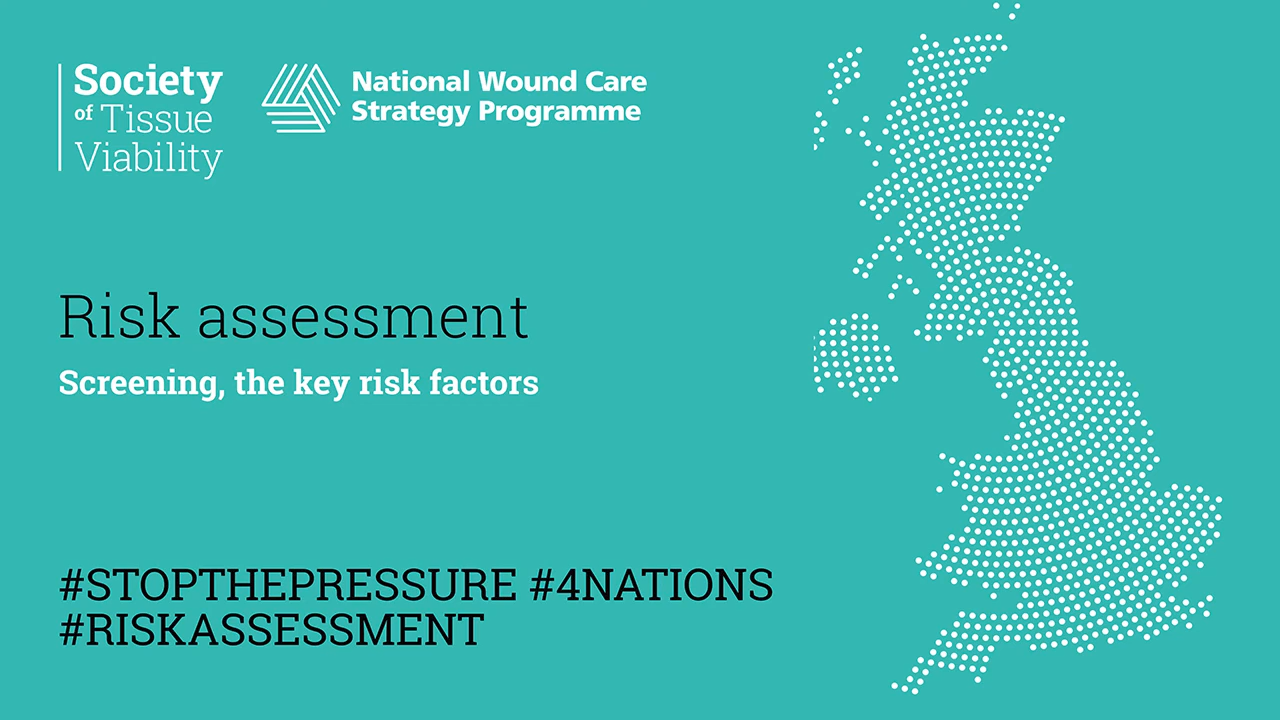 Society
of Tissue
Viability
National Wound Care
Strategy Programme
Risk assessment
Screening, the key risk factors
#STOPTHEPRESSURE #4NATIONS
#RISKASSESSMENT